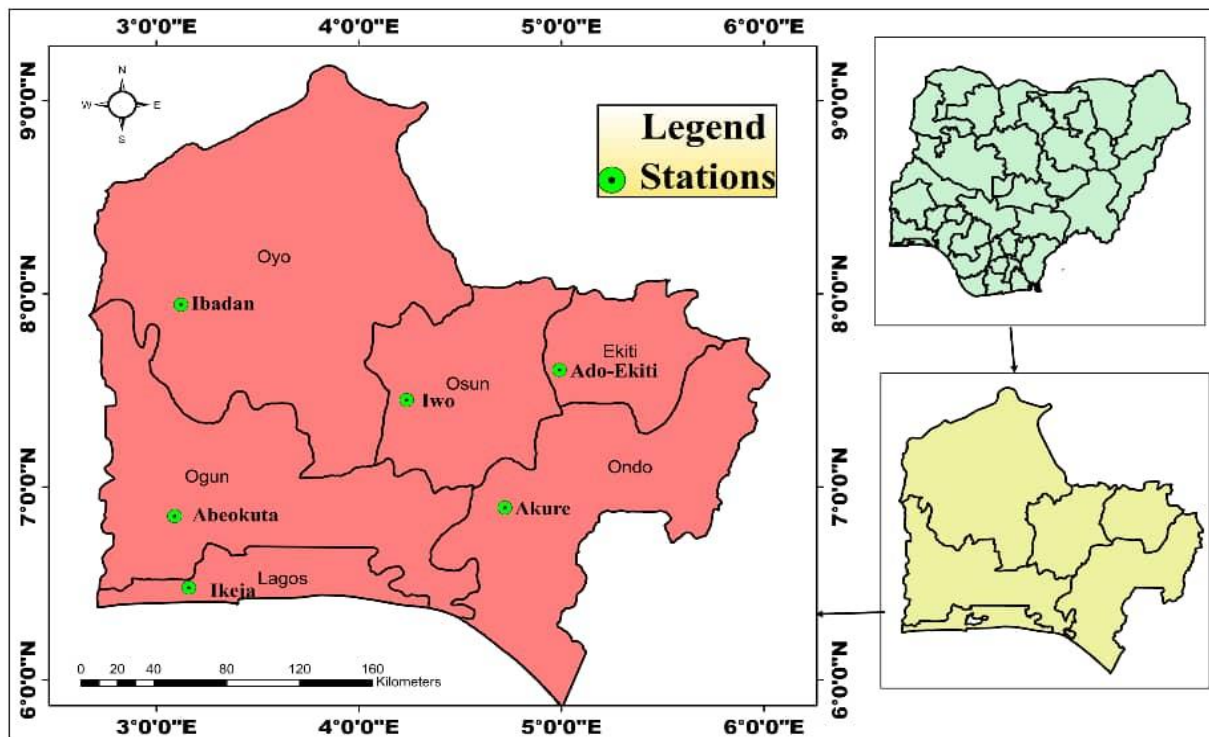 3°0'0"E 4°0'0"E 5°0'0"E 6°0'0"E
N
W E
S
Legend
Stations
9°0'0"N
9°0'0"N
Oyo
8°0'0"N
Ibadan
8°0'0"N
Ekiti
Ado-Ekiti
Osun
Iwo
Ogun
Ondo
7°0'0"N
7°0'0"N
Abeokuta
Akure
Lagos
Ikeja
0 20 40 80 120 160
Kilometers
6°0'0"N
6°0'0"N
3°0'0"E 4°0'0"E 5°0'0"E 6°0'0"E